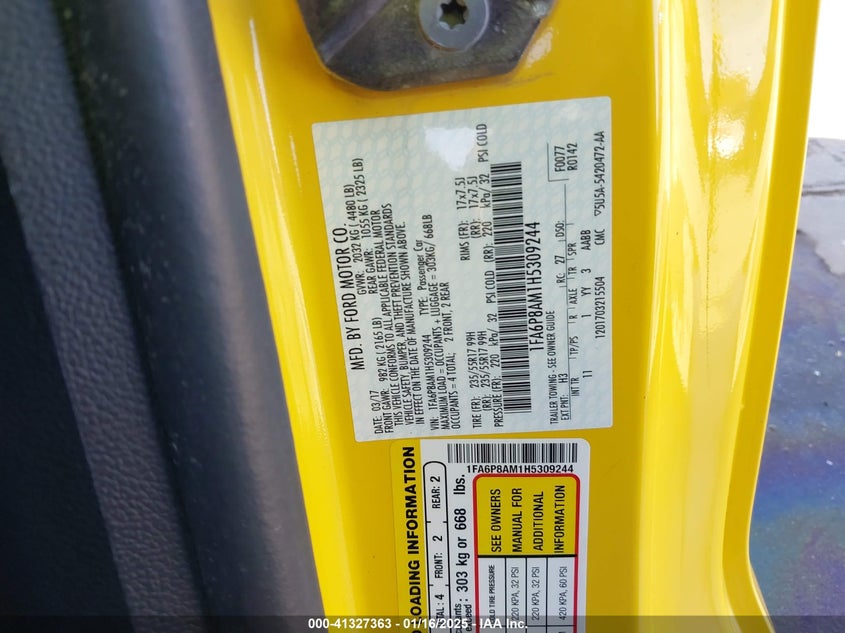 MFD. BY FORD MOTOR CO.
DATE: 03/17 GVWR: 2032 KG ( 4480 LB)
FRONT GAWR: 982 KG ( 2165 LB) REAR GAWR: 1055 KG ( 2325 LB)
THIS VEHICLE CONFORMS TO ALL APPLICABLE FEDERAL MOTOR
VEHICLE SAFETY, BUMPER, AND THEFT PREVENTION STANDARDS
IN EFFECT ON THE DATE OF MANUFACTURE SHOWN ABOVE.
VIN: 1FA6P8AM1H5309244 TYPE: Passenger Car
MAXIMUM LOAD = OCCUPANTS + LUGGAGE = 303KG/ 668LB
OCCUPANTS = 4 TOTAL; 2 FRONT, 2 REAR
TIRE (FR): 235/55R17 99H RIMS (FR): 17x7.5J
(RR): 235/55R17 99H (RR): 17x7.5J
PRESSURE (FR): 220 kPa/ 32 PSI COLD (RR): 220 kPa/ 32 PSI COLD
1FA6P8AM1H5309244
TRAILER TOWING - SEE OWNER GUIDE
F0077
EXT PNT: H3 RC: 27 DSO: R0142
INT TR TP/PS R AXLE TR SPR
11 1 YY 3 AABB
1201703215504 CMC 5U5A-5420472-AA
LOADING INFORMATION
FRONT: 2 REAR: 2
303 kg or 668 lbs.
1FA6P8AM1H5309244
TIRE PRESSURE
220 KPA, 32 PSI
220 KPA, 32 PSI
420 KPA, 60 PSI
SEE OWNERS
MANUAL FOR
ADDITIONAL
INFORMATION
000-41327363 - 01/16/2025 - IAA Inc.